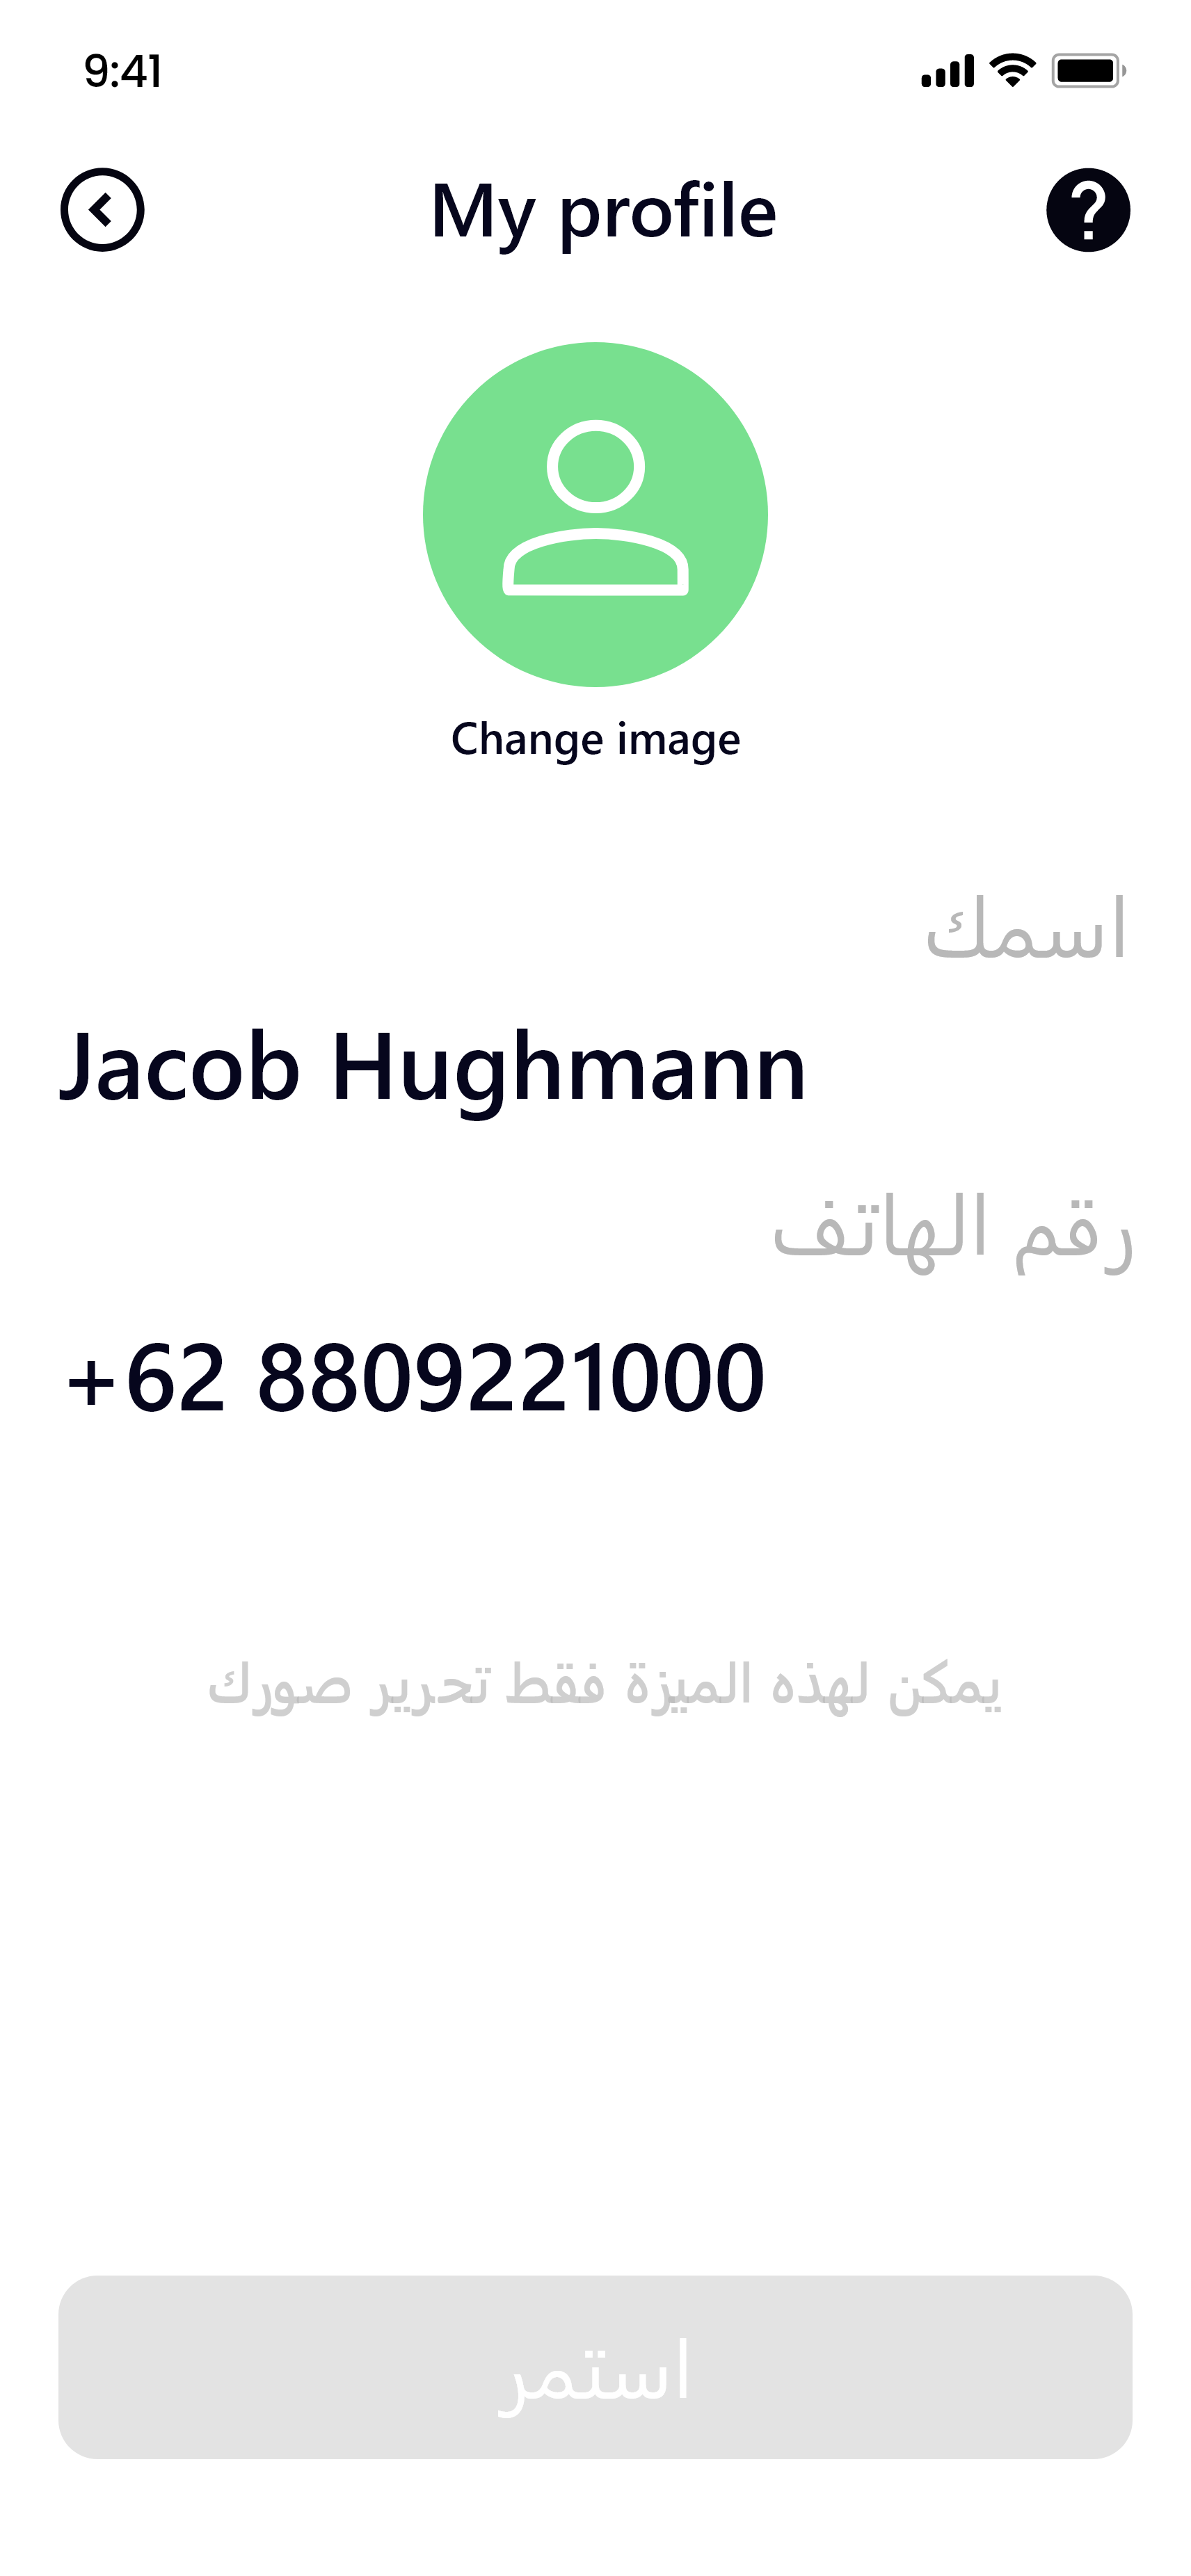 9:41
My profile
Change image
اسمك
Jacob Hughmann
رقم الهاتف
+62 8809221000
يمكن لهذه الميزة فقط تحرير صورك
استمر